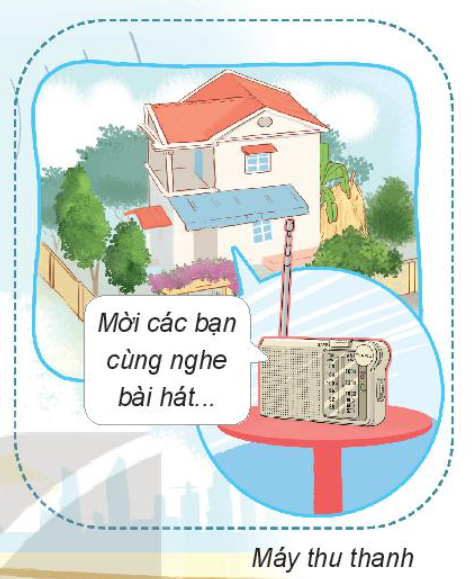 Mời các bạn
cùng nghe
bài hát...
Máy thu thanh